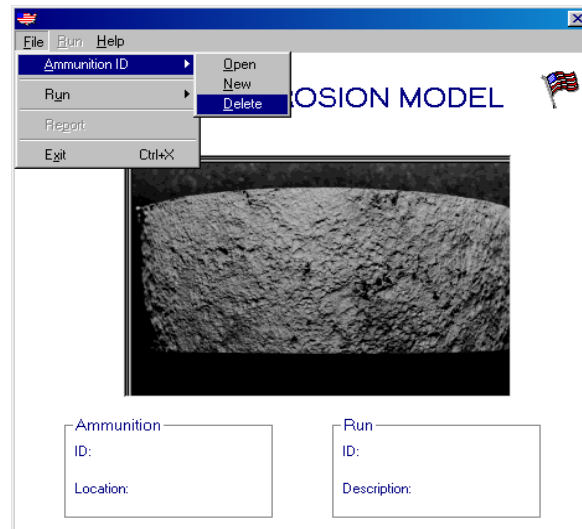 File Run Help
Ammunition ID
Run
Report
Exit Ctrl+X
Open
New
Delete
OSION MODEL
Ammunition
ID:
Location:
Run
ID:
Description: